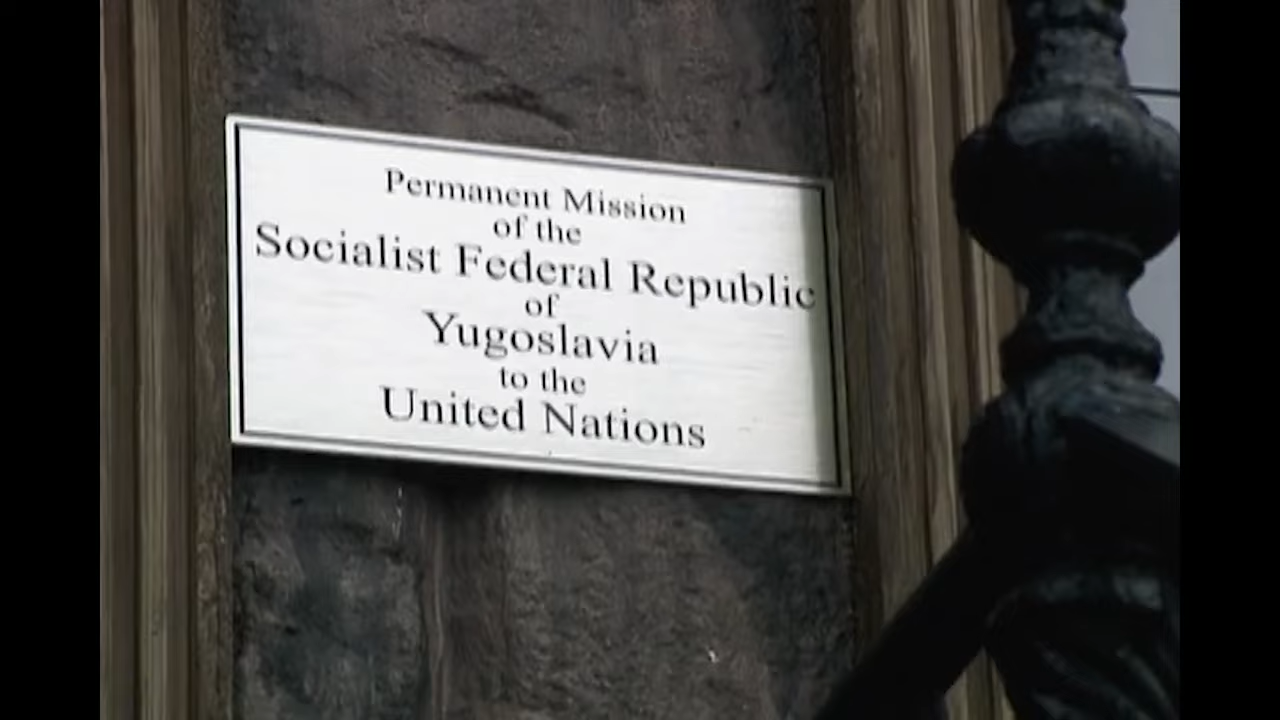 Permanent Mission
of the
Socialist Federal Republic
of
Yugoslavia
to the
United Nations